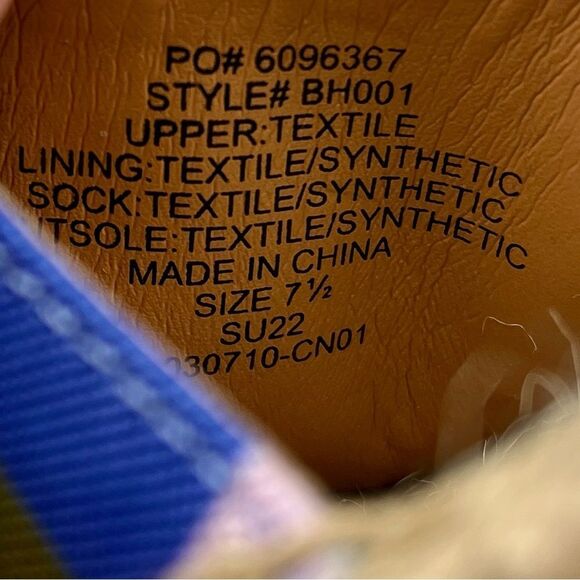 PO# 6096367
STYLE# BH001
UPPER:TEXTILE
LINING:TEXTILE/SYNTHETIC
SOCK:TEXTILE/SYNTHETIC
TSOLE:TEXTILE/SYNTHETIC
MADE IN CHINA
SIZE 7½
SU22
030710-CN01